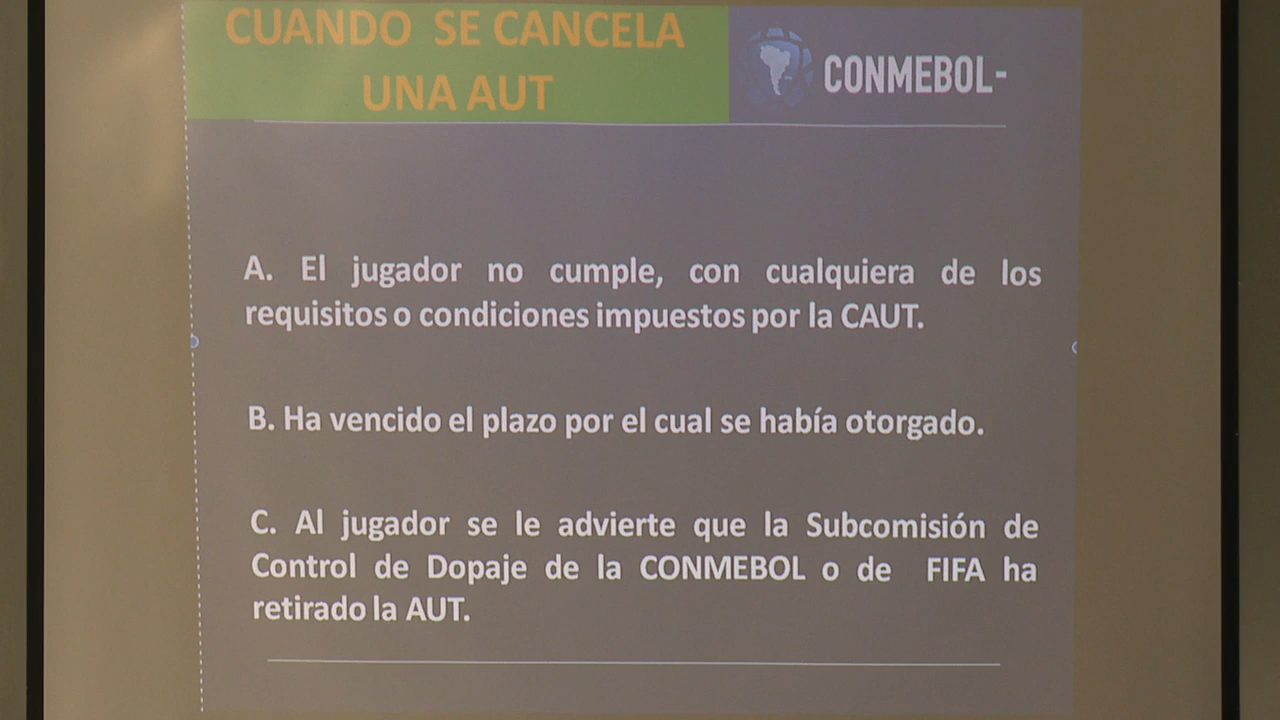 CUANDO SE CANCELA
UNA AUT
CONMEBOL-
A. El jugador no cumple, con cualquiera de los
requisitos o condiciones impuestos por la CAUT.
B. Ha vencido el plazo por el cual se había otorgado.
C. Al jugador se le advierte que la Subcomisión de
Control de Dopaje de la CONMEBOL o de FIFA ha
retirado la AUT.